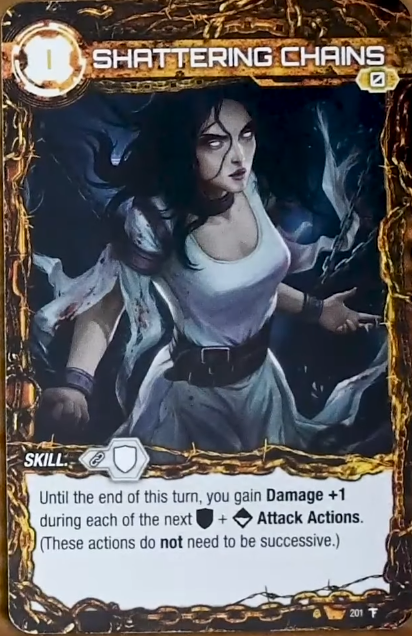 1 SHATTERING CHAINS
0
SKILL.
Until the end of this turn, you gain Damage +1
during each of the next + Attack Actions.
(These actions do not need to be successive.)
201